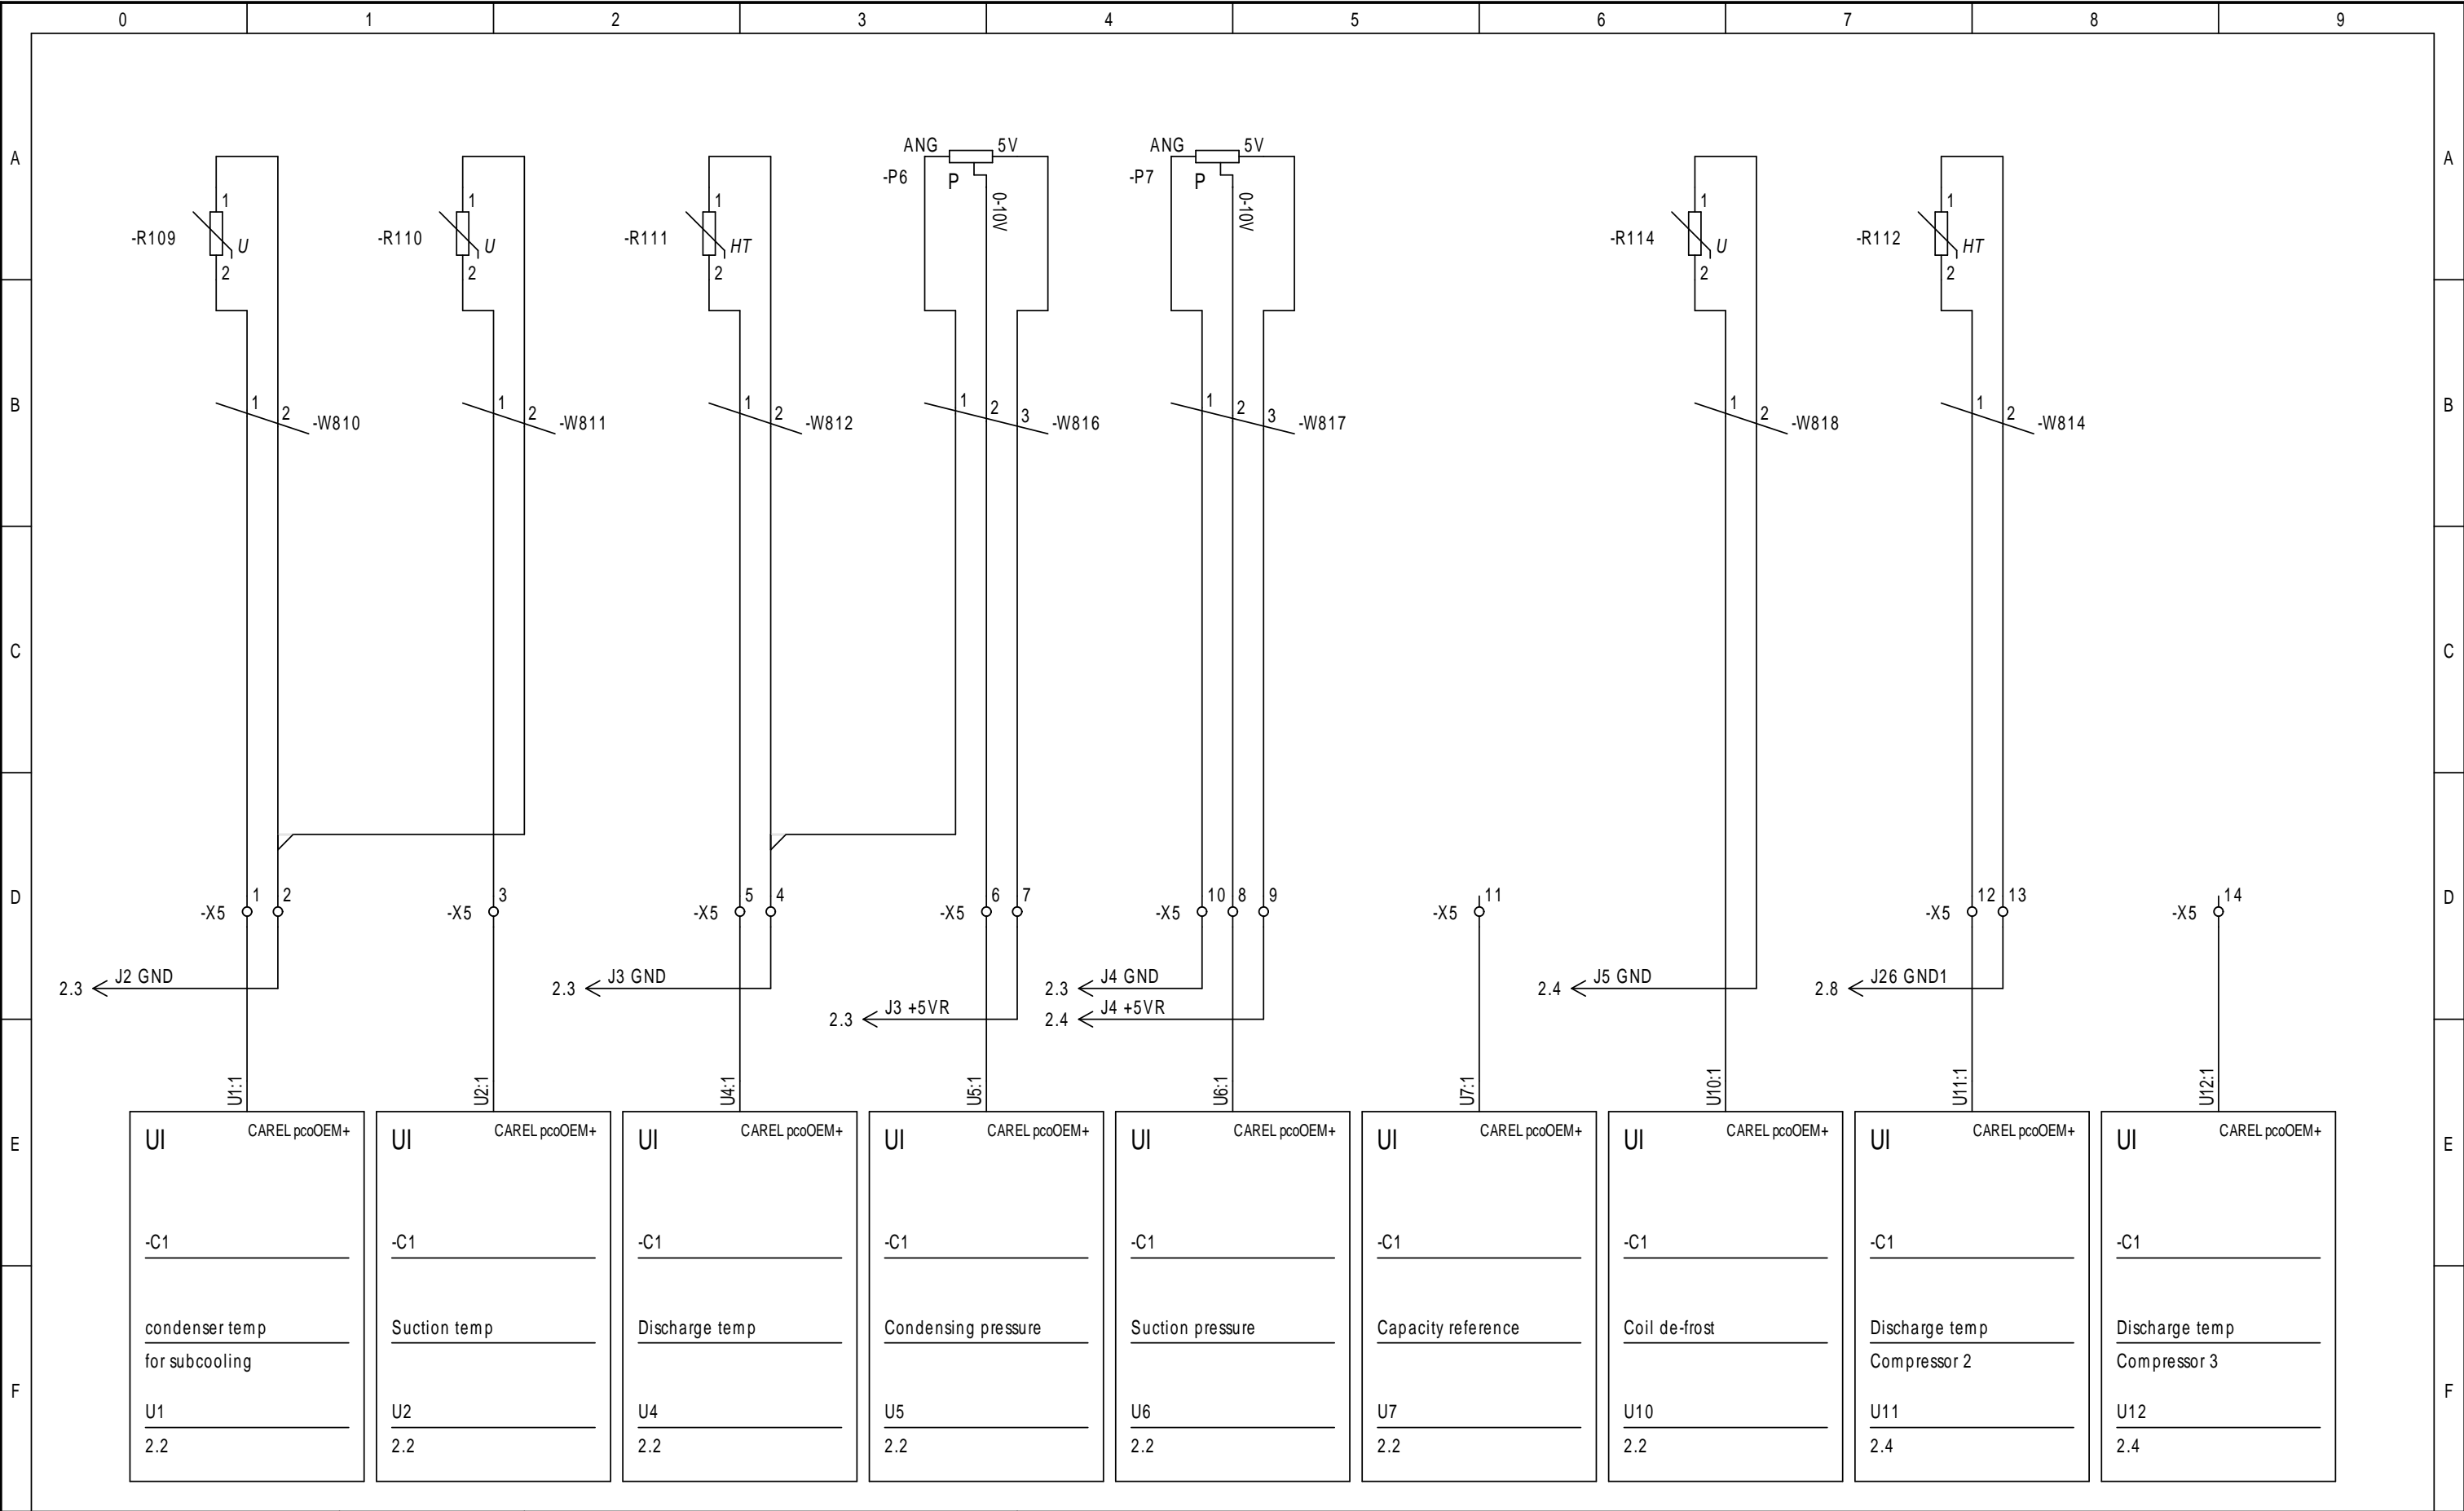 0 1 2 3 4 5 6 7 8 9
ANG 5V ANG 5V
A A
-P6 P -P7 P
1 1 1 1 1
0-10V 0-10V
-R109 U -R110 U -R111 HT -R114 U -R112 HT
2 2 2 2 2
B 1 2 -W810 1 2 -W811 1 2 -W812 1 2 3 -W816 1 2 3 -W817 1 2 -W818 1 2 -W814 B
C C
D 1 2 3 5 4 6 7 10 8 9 11 12 13 14 D
-X5 -X5 -X5 -X5 -X5 -X5 -X5 -X5
2.3 J2 GND 2.3 J3 GND 2.3 J4 GND 2.4 J5 GND 2.8 J26 GND1
2.3 J3 +5VR 2.4 J4 +5VR
U1:1 U2:1 U4:1 U5:1 U6:1 U7:1 U10:1 U11:1 U12:1
E E
UI CAREL pcoOEM+ UI CAREL pcoOEM+ UI CAREL pcoOEM+ UI CAREL pcoOEM+ UI CAREL pcoOEM+ UI CAREL pcoOEM+ UI CAREL pcoOEM+ UI CAREL pcoOEM+ UI CAREL pcoOEM+
-C1 -C1 -C1 -C1 -C1 -C1 -C1 -C1 -C1
condenser temp Suction temp Discharge temp Condensing pressure Suction pressure Capacity reference Coil de-frost Discharge temp Discharge temp
for subcooling Compressor 2 Compressor 3
F F
U1 U2 U4 U5 U6 U7 U10 U11 U12
2.2 2.2 2.2 2.2 2.2 2.2 2.2 2.4 2.4